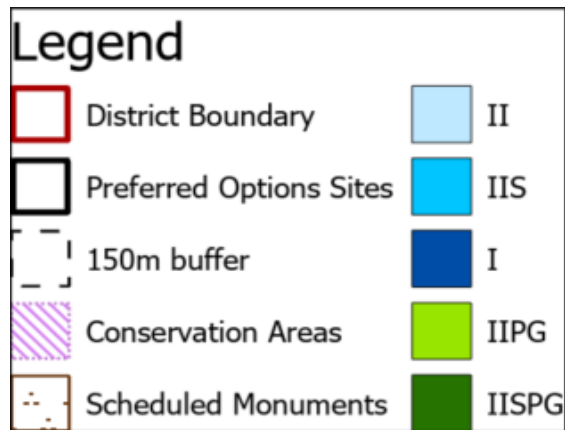 Legend
District Boundary
II
Preferred Options Sites
IIS
150m buffer
I
Conservation Areas
IIPG
Scheduled Monuments
IISPG